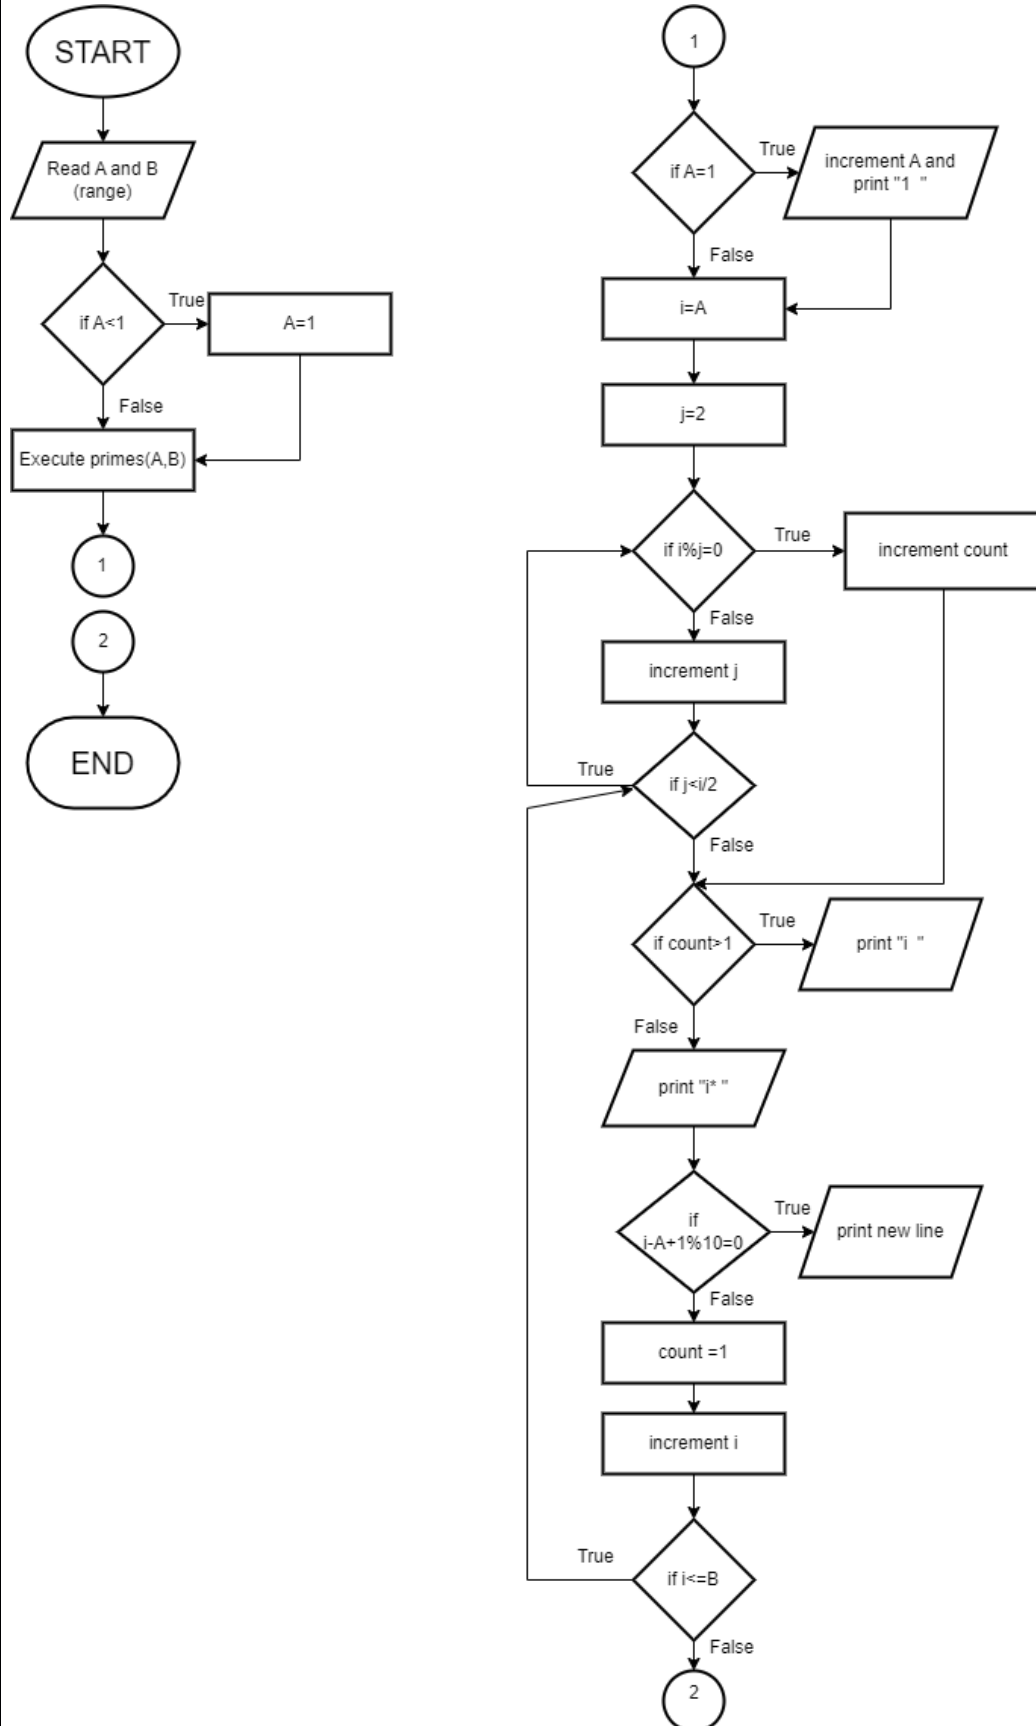 START
Read A and B
(range)
if A<1
True
A=1
False
Execute primes(A,B)
1
2
END
1
if A=1
True
increment A and
print "1  "
False
i=A
j=2
if i%j=0
True
increment count
False
increment j
True
if j<i/2
False
if count>1
True
print "i  "
False
print "i* "
if
i-A+1%10=0
True
print new line
False
count =1
increment i
True
if i<=B
False
2